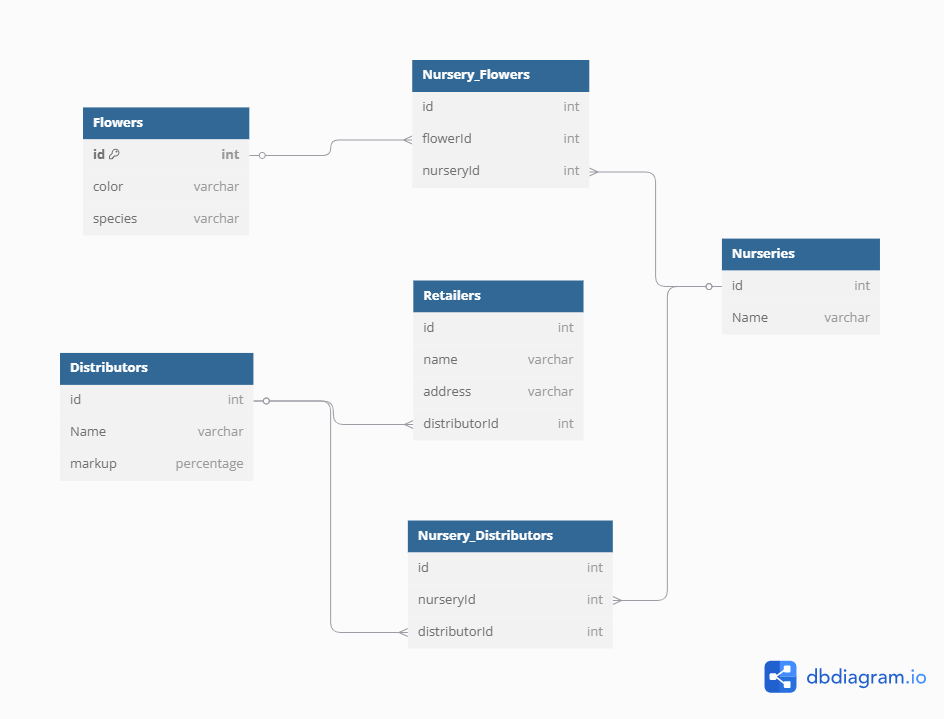 Nursery_Flowers
id int
flowerId int
nurseryId int
Flowers
id int
color varchar
species varchar
Nurseries
id int
Name varchar
Retailers
id int
name varchar
address varchar
distributorId int
Distributors
id int
Name varchar
markup percentage
Nursery_Distributors
id int
nurseryId int
distributorId int
dbdiagram.io